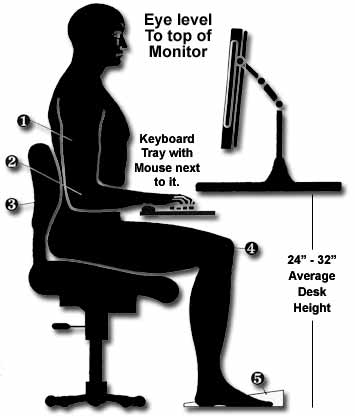 Eye level
To top of
Monitor
1
Keyboard
Tray with
Mouse next
to it.
2
3
4
24” - 32”
Average
Desk
Height
5